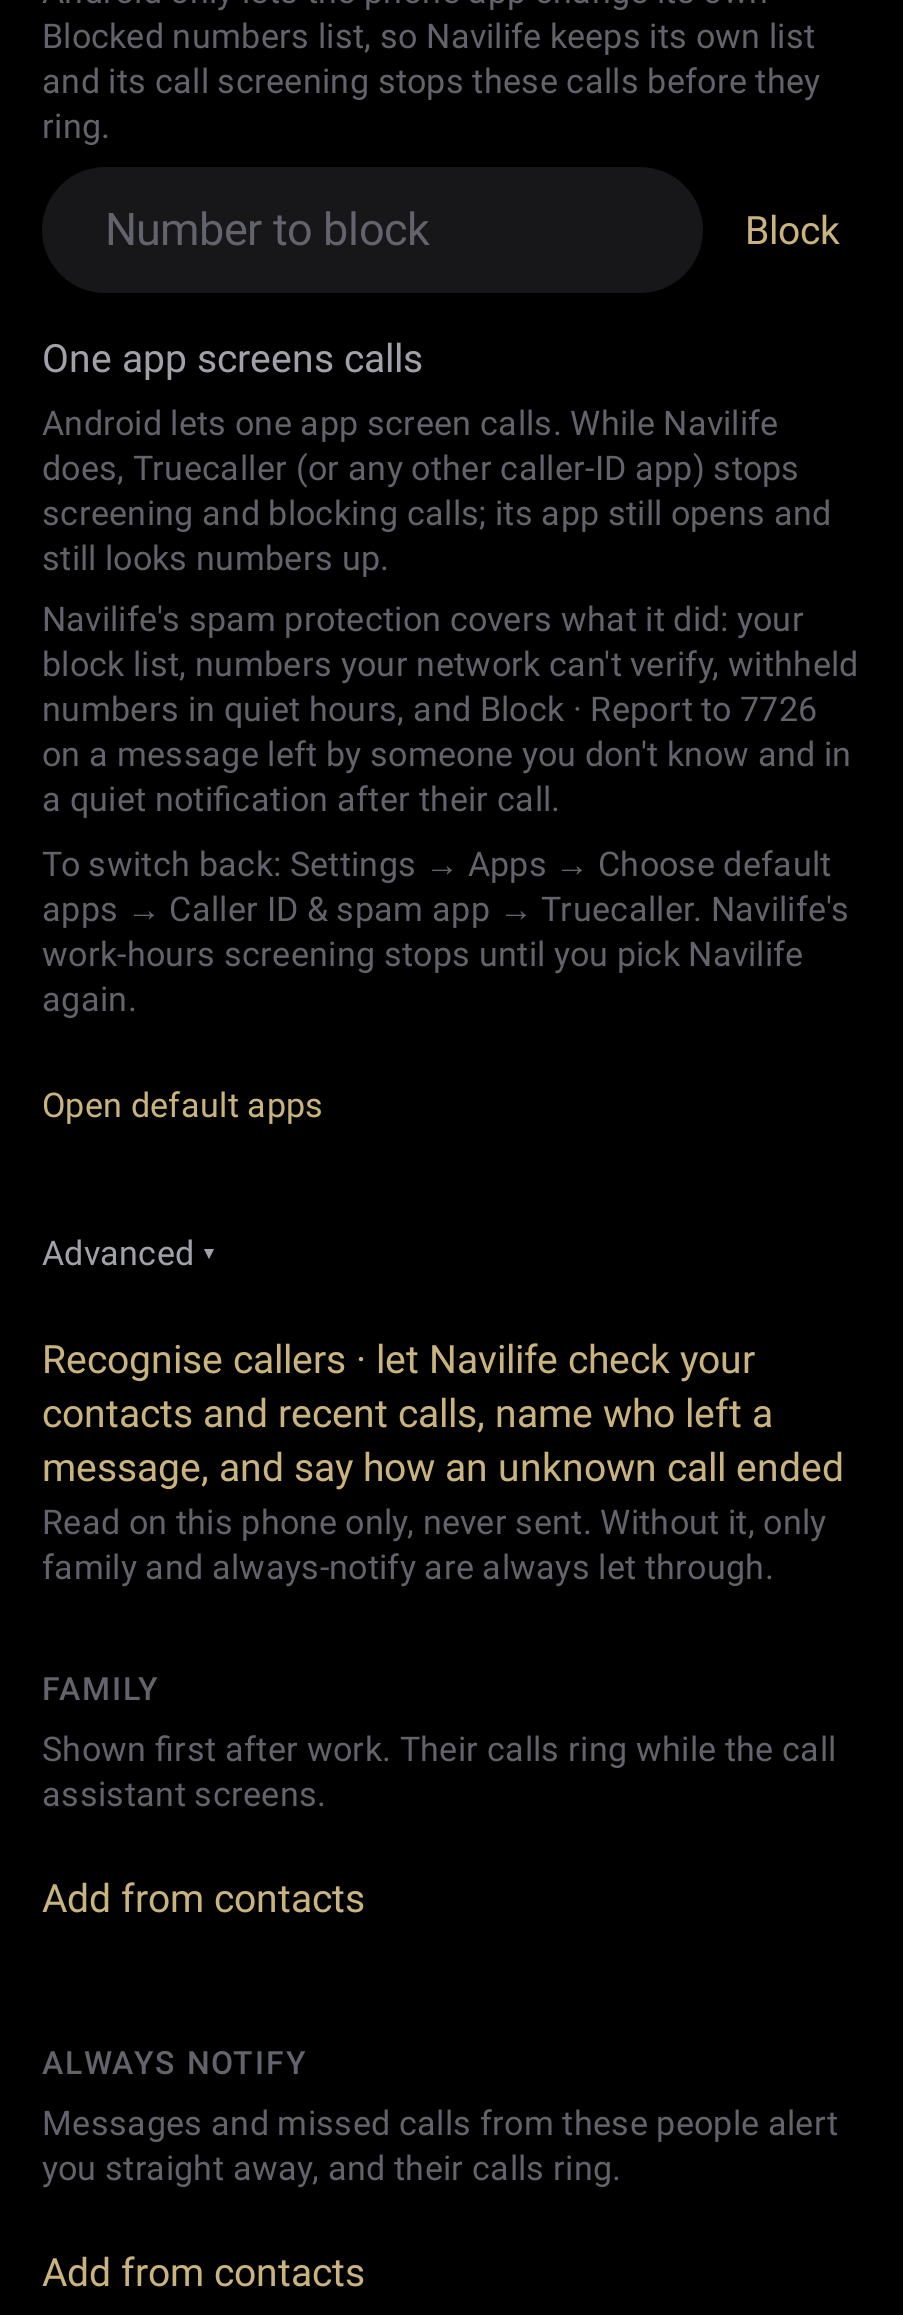 Android only lets the phone app change its own
Blocked numbers list, so Navilife keeps its own list
and its call screening stops these calls before they
ring.
Number to block
Block
One app screens calls
Android lets one app screen calls. While Navilife
does, Truecaller (or any other caller-ID app) stops
screening and blocking calls; its app still opens and
still looks numbers up.
Navilife's spam protection covers what it did: your
block list, numbers your network can't verify, withheld
numbers in quiet hours, and Block · Report to 7726
on a message left by someone you don't know and in
a quiet notification after their call.
To switch back: Settings → Apps → Choose default
apps → Caller ID & spam app → Truecaller. Navilife's
work-hours screening stops until you pick Navilife
again.
Open default apps
Advanced ▾
Recognise callers · let Navilife check your
contacts and recent calls, name who left a
message, and say how an unknown call ended
Read on this phone only, never sent. Without it, only
family and always-notify are always let through.
FAMILY
Shown first after work. Their calls ring while the call
assistant screens.
Add from contacts
ALWAYS NOTIFY
Messages and missed calls from these people alert
you straight away, and their calls ring.
Add from contacts